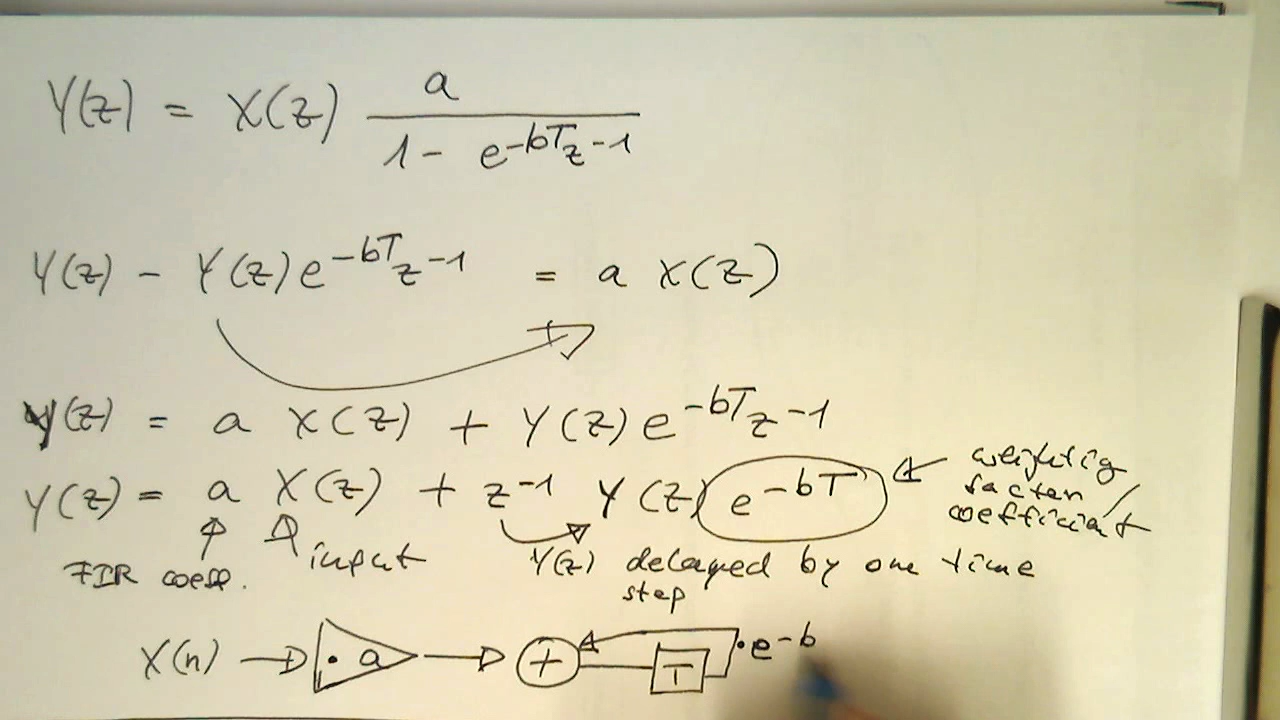 Y(z) = X(z) a / (1 - e^-bT z^-1)
Y(z) - Y(z) e^-bT z^-1 = a X(z)
Y(z) = a X(z) + Y(z) e^-bT z^-1
Y(z) = a X(z) + z^-1 Y(z) e^-bT
weighting
factor /
coefficient
FIR coeff.
input
Y(z) delayed by one time
step
X(n) · a + T · e^-b